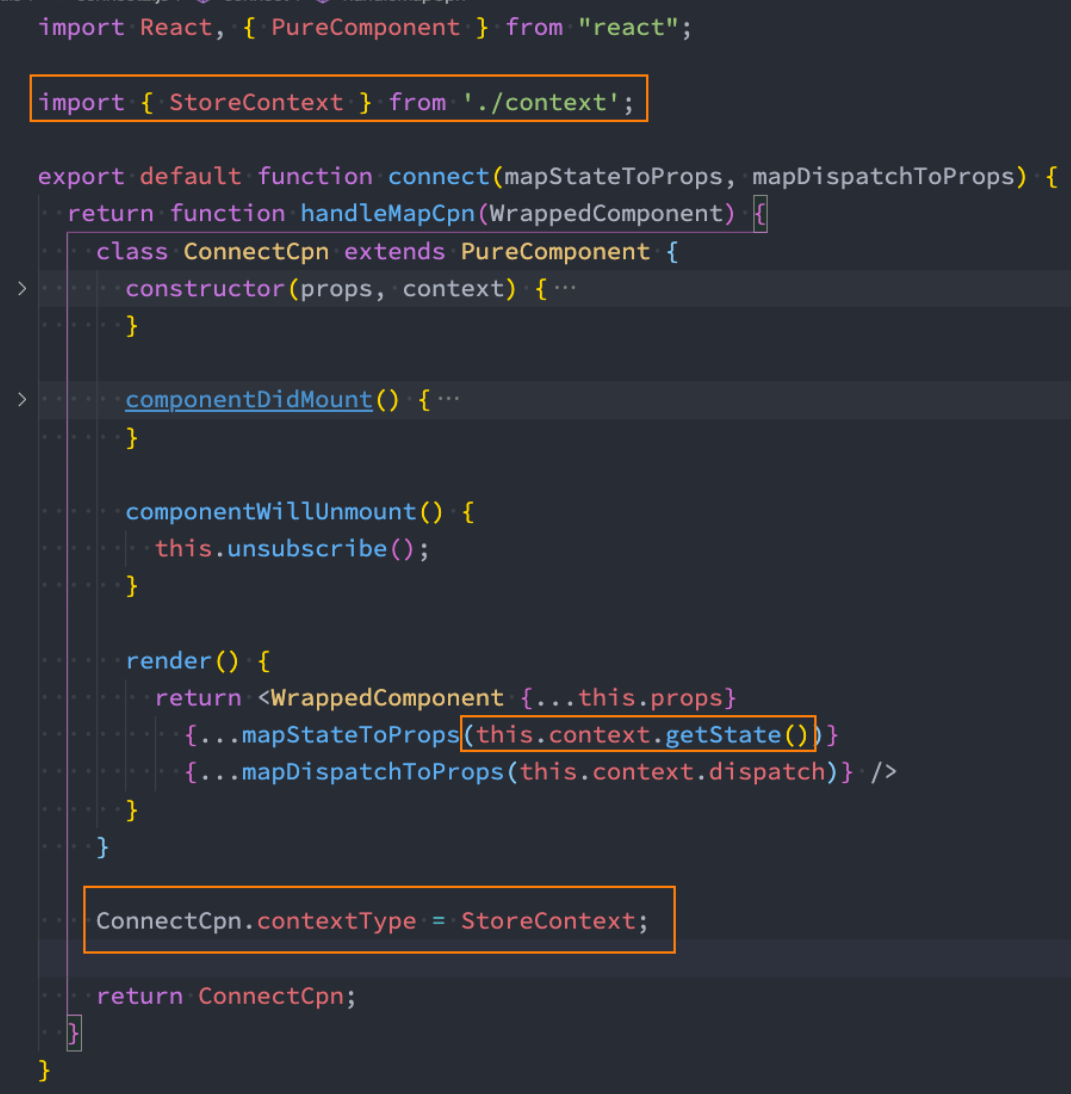 import React, { PureComponent } from "react";
import { StoreContext } from './context';
export default function connect(mapStateToProps, mapDispatchToProps) {
return function handleMapCpn(WrappedComponent) {
class ConnectCpn extends PureComponent {
constructor(props, context) {···
}
componentDidMount() {···
}
componentWillUnmount() {
this.unsubscribe();
}
render() {
return <WrappedComponent {...this.props}
{...mapStateToProps(this.context.getState())}
{...mapDispatchToProps(this.context.dispatch)} />
}
}
ConnectCpn.contextType = StoreContext;
return ConnectCpn;
}
}